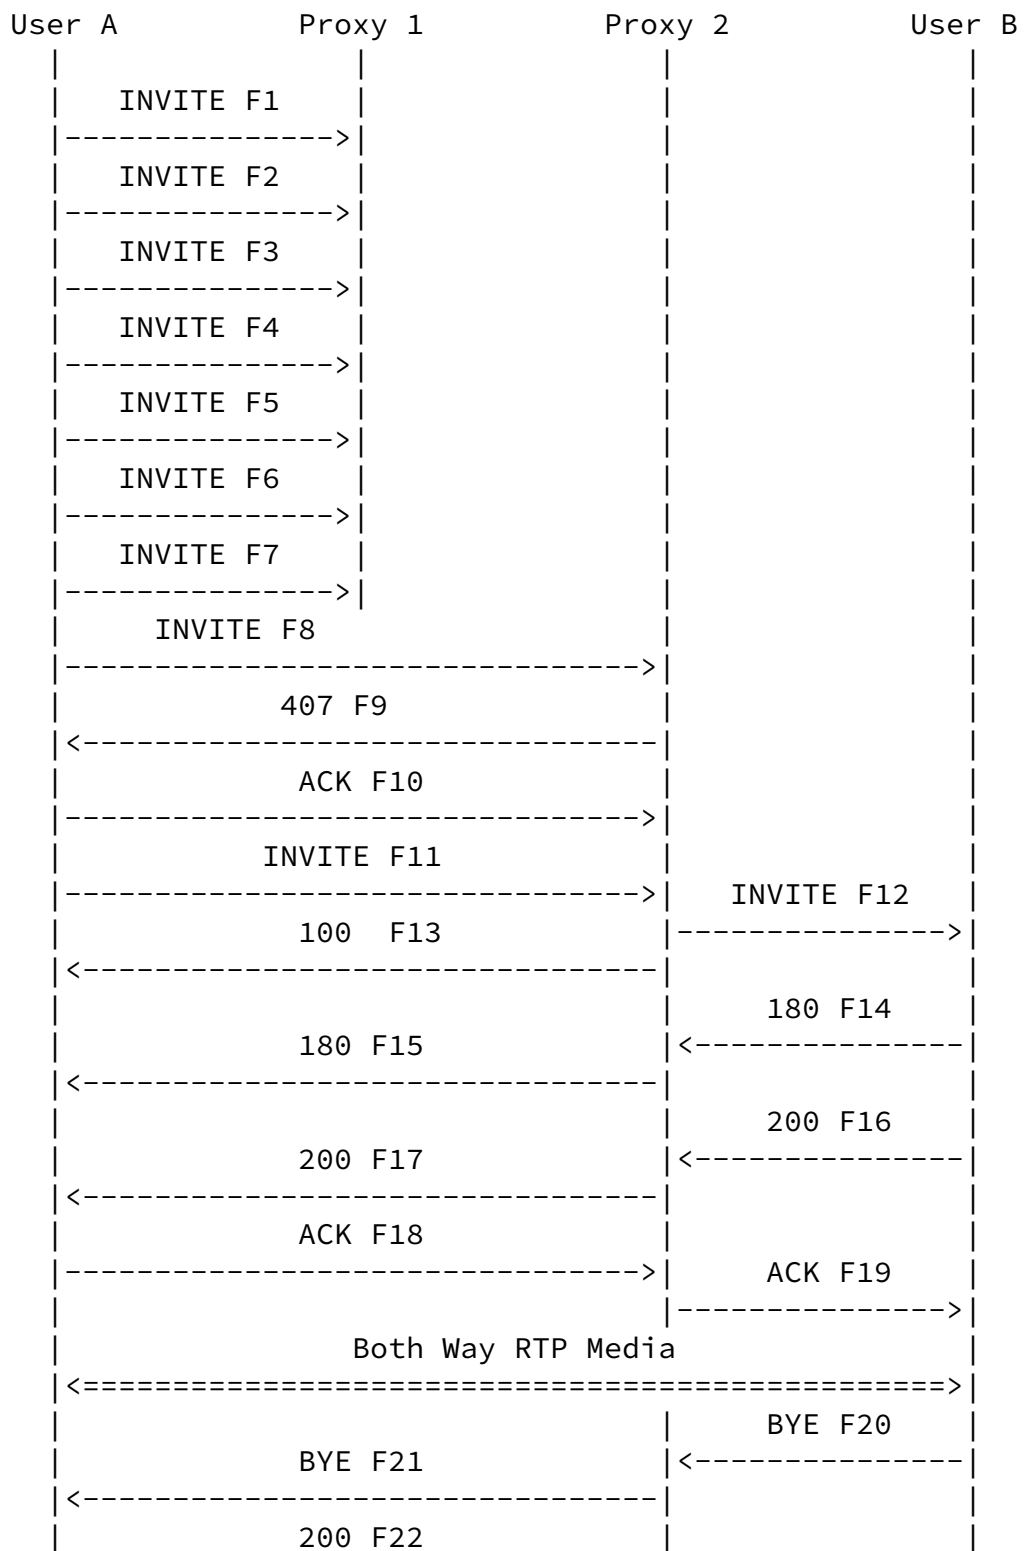 User A Proxy 1 Proxy 2 User B
INVITE F1
INVITE F2
INVITE F3
INVITE F4
INVITE F5
INVITE F6
INVITE F7
INVITE F8
407 F9
ACK F10
INVITE F11
INVITE F12
100 F13
180 F14
180 F15
200 F16
200 F17
ACK F18
ACK F19
Both Way RTP Media
BYE F20
BYE F21
200 F22